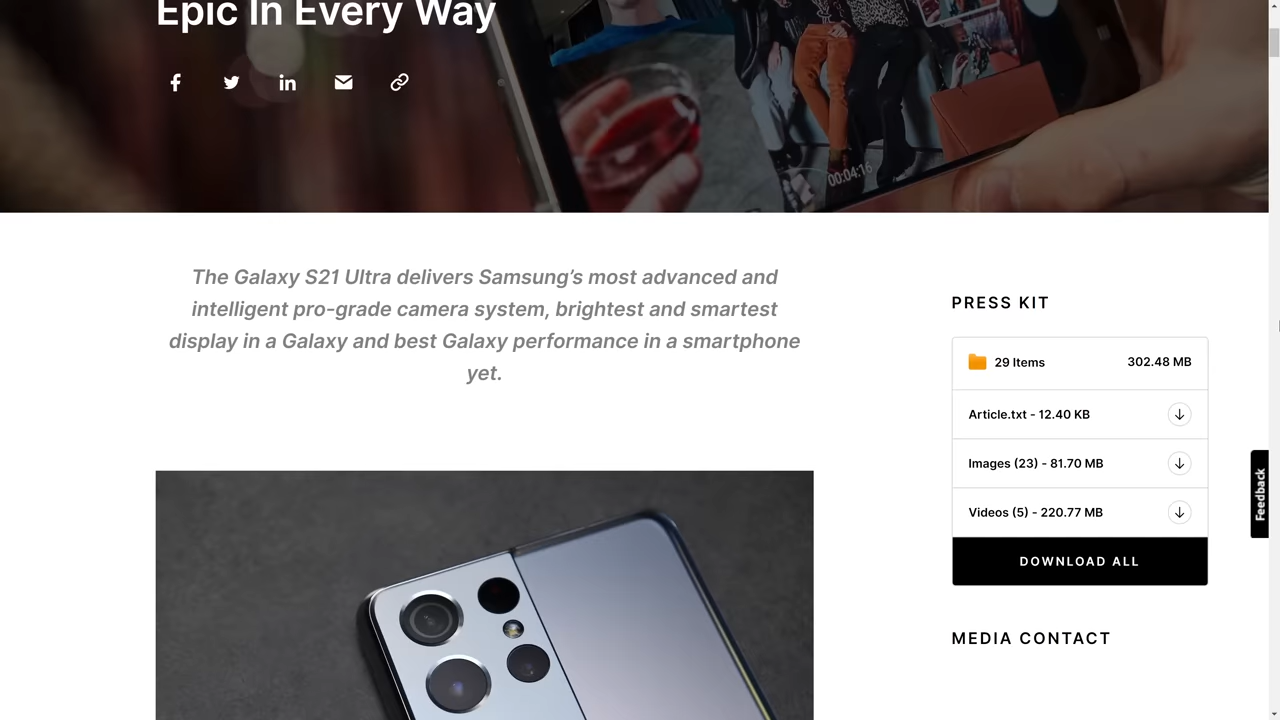 Epic In Every Way
00:04:16
The Galaxy S21 Ultra delivers Samsung’s most advanced and
intelligent pro-grade camera system, brightest and smartest
display in a Galaxy and best Galaxy performance in a smartphone
yet.
PRESS KIT
29 Items 302.48 MB
Article.txt - 12.40 KB
Images (23) - 81.70 MB
Videos (5) - 220.77 MB
DOWNLOAD ALL
MEDIA CONTACT
Feedback